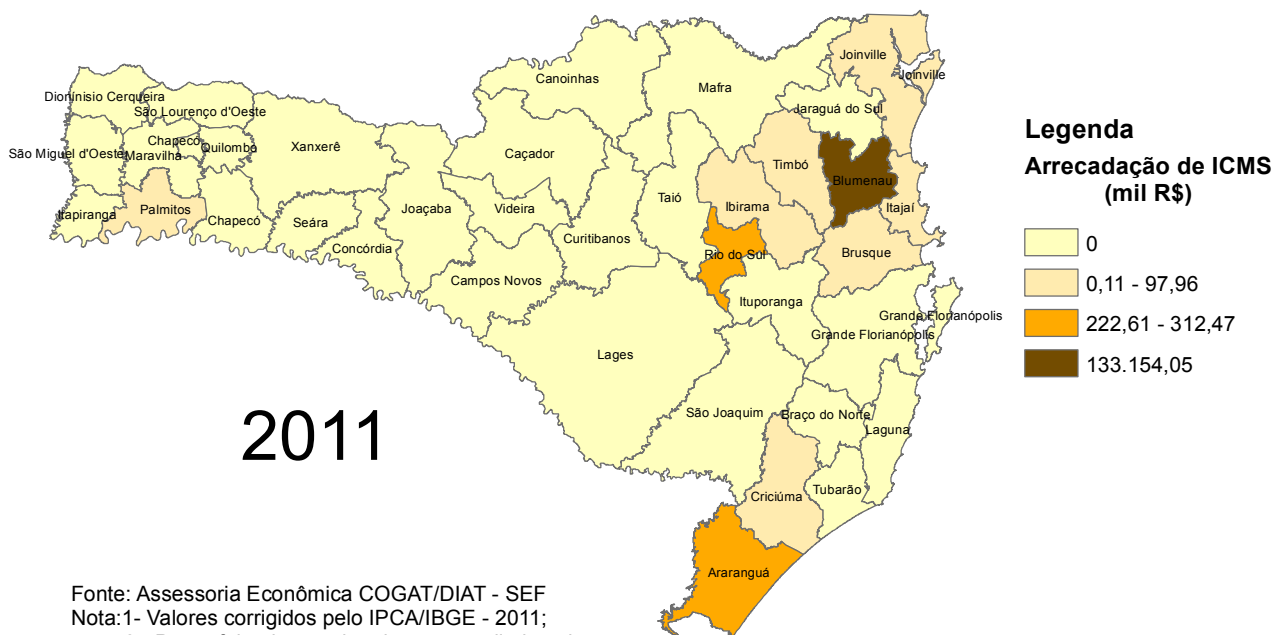 Joinville
Joinville
Canoinhas
Mafra
Dionínisio Cerqueira
São Lourenço d'Oeste
Jaraguá do Sul
Chapecó
São Miguel d'Oeste
Maravilha
Quilombo
Xanxerê
Caçador
Timbó
Blumenau
Itapiranga
Palmitos
Chapecó
Seára
Joaçaba
Videira
Taió
Ibirama
Itajaí
Concórdia
Curitibanos
Rio do Sul
Brusque
Campos Novos
Ituporanga
Grande Florianópolis
Grande Florianópolis
Lages
São Joaquim
Braço do Norte
Laguna
Criciúma
Tubarão
Araranguá
Legenda
Arrecadação de ICMS
(mil R$)
0
0,11 - 97,96
222,61 - 312,47
133.154,05
2011
Fonte: Assessoria Econômica COGAT/DIAT - SEF
Nota:1- Valores corrigidos pelo IPCA/IBGE - 2011;